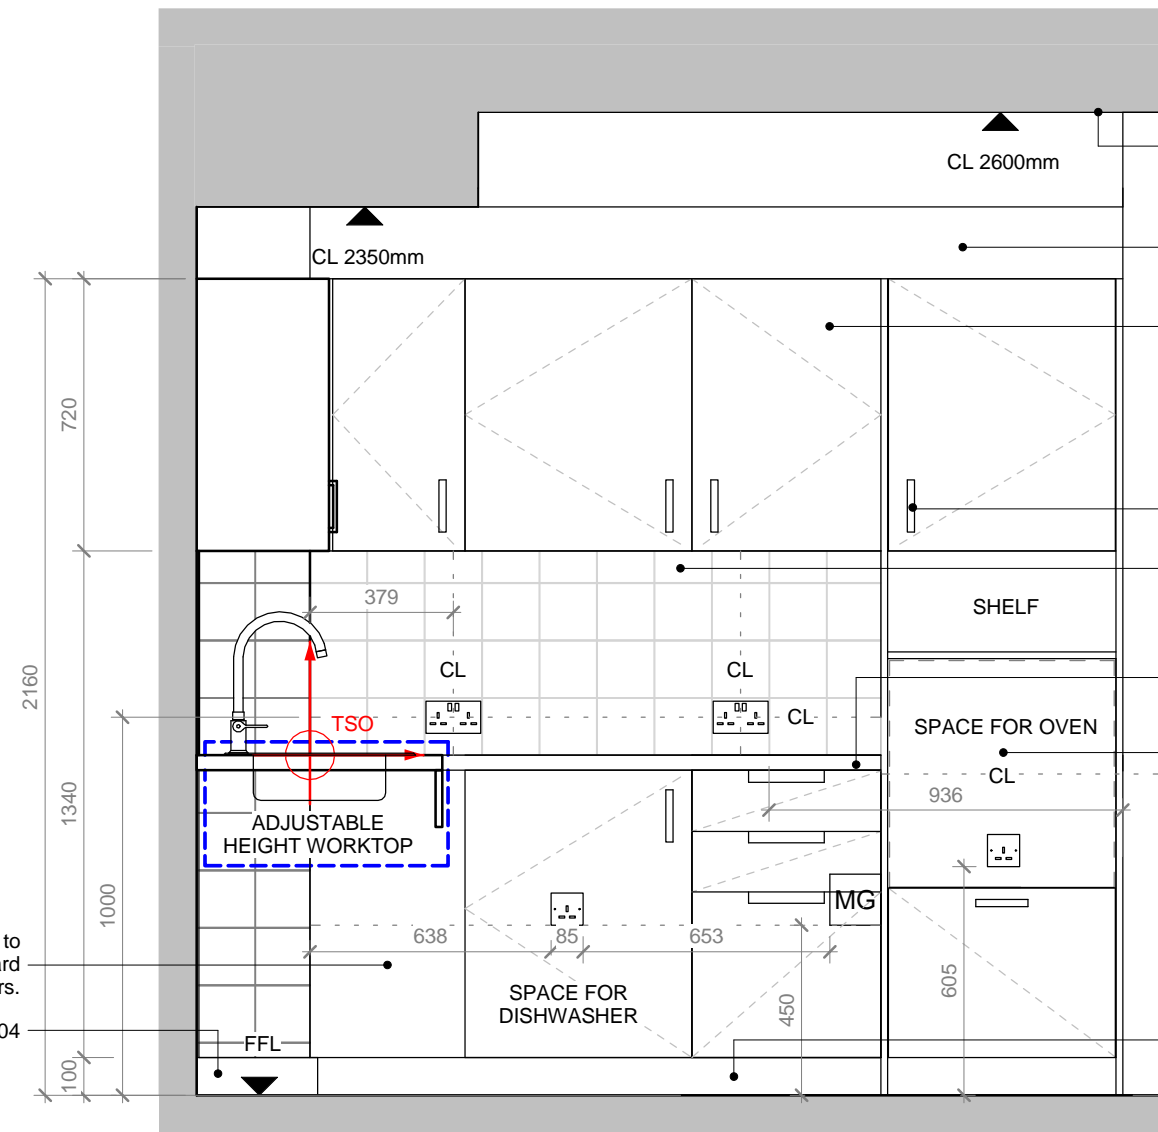 CL 2600mm
CL 2350mm
720
379
SHELF
CL
CL
2160
TSO
CL
SPACE FOR OVEN
CL
936
1340
ADJUSTABLE
HEIGHT WORKTOP
1000
MG
to
ard
rs.
638
85
653
605
SPACE FOR
DISHWASHER
450
04
FFL
100